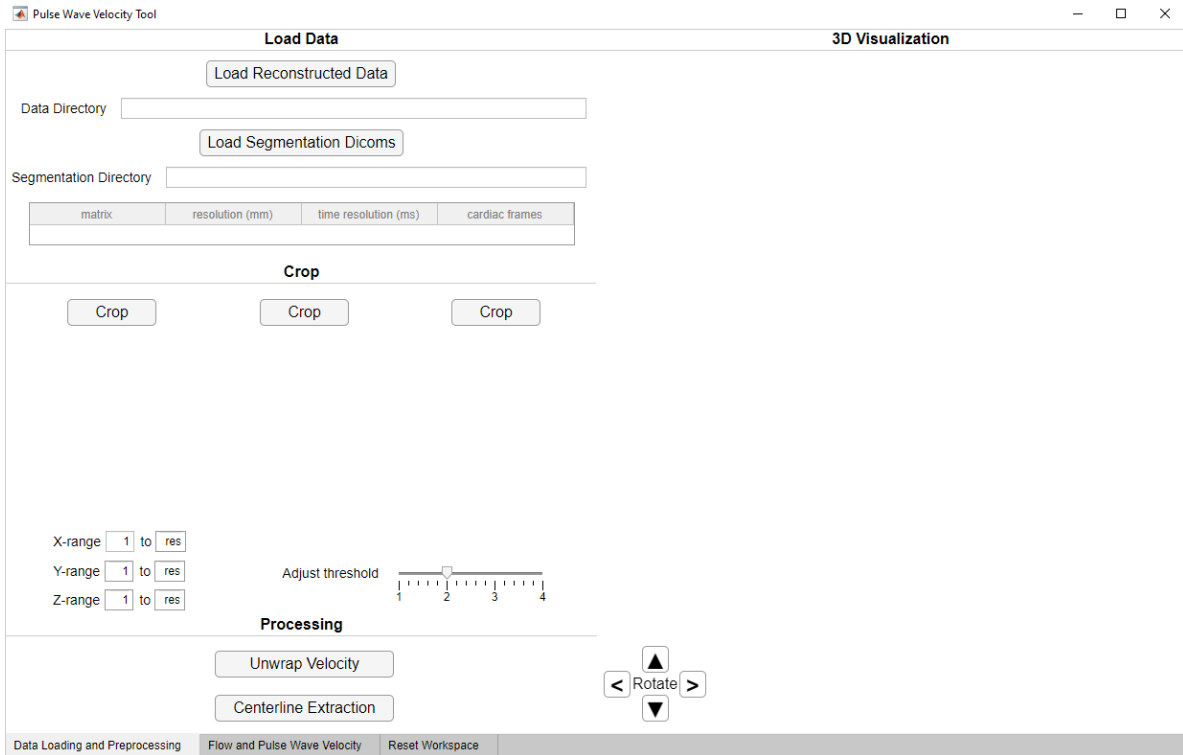 Pulse Wave Velocity Tool
Load Data
3D Visualization
Load Reconstructed Data
Data Directory
Load Segmentation Dicoms
Segmentation Directory
matrix resolution (mm) time resolution (ms) cardiac frames
Crop
Crop Crop Crop
X-range 1 to res
Y-range 1 to res
Z-range 1 to res
Adjust threshold
1 2 3 4
Processing
Unwrap Velocity
Centerline Extraction
▲
< Rotate >
▼
Data Loading and Preprocessing Flow and Pulse Wave Velocity Reset Workspace